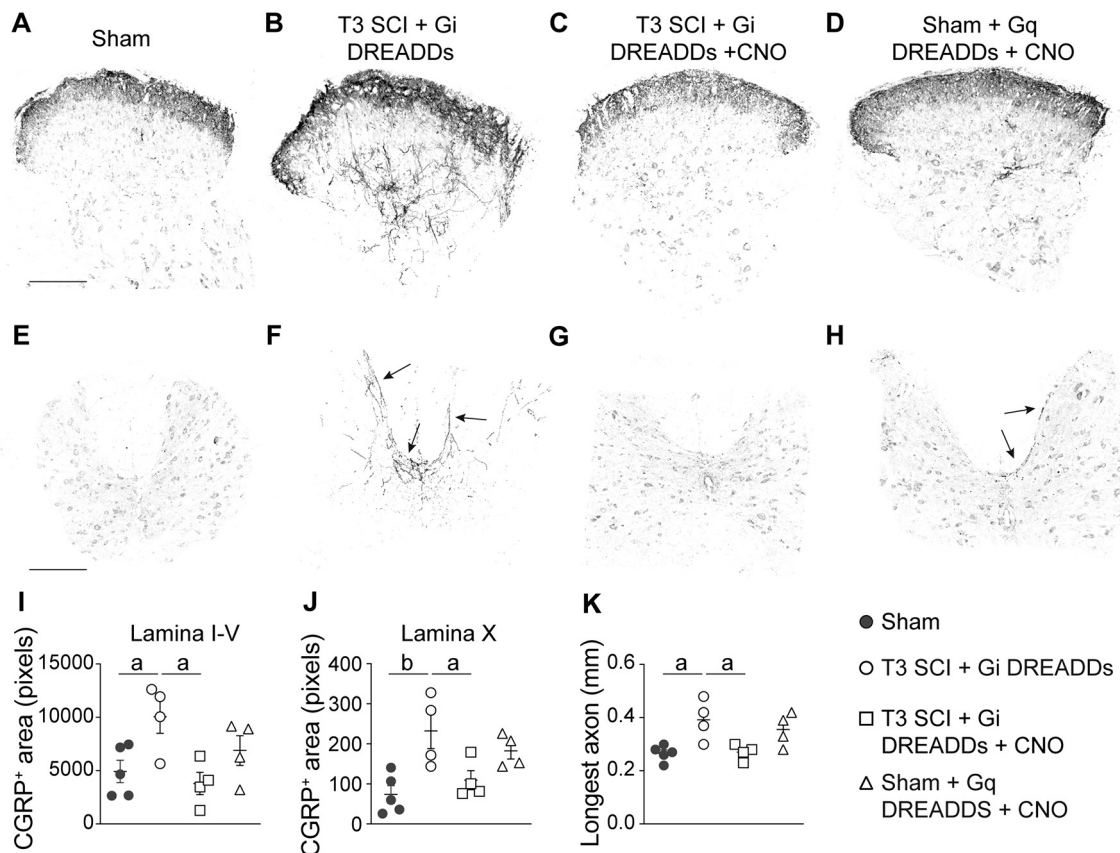 A
Sham
B
T3 SCI + Gi
DREADDs
C
T3 SCI + Gi
DREADDs +CNO
D
Sham + Gq
DREADDs + CNO
E
F
G
H
I
Lamina I-V
CGRP⁺ area (pixels)
15000
10000
5000
0
a
a
J
Lamina X
CGRP⁺ area (pixels)
400
300
200
100
0
b
a
K
Longest axon (mm)
0.6
0.4
0.2
0.0
a
a
Sham
T3 SCI + Gi DREADDs
T3 SCI + Gi
DREADDs + CNO
Sham + Gq
DREADDS + CNO